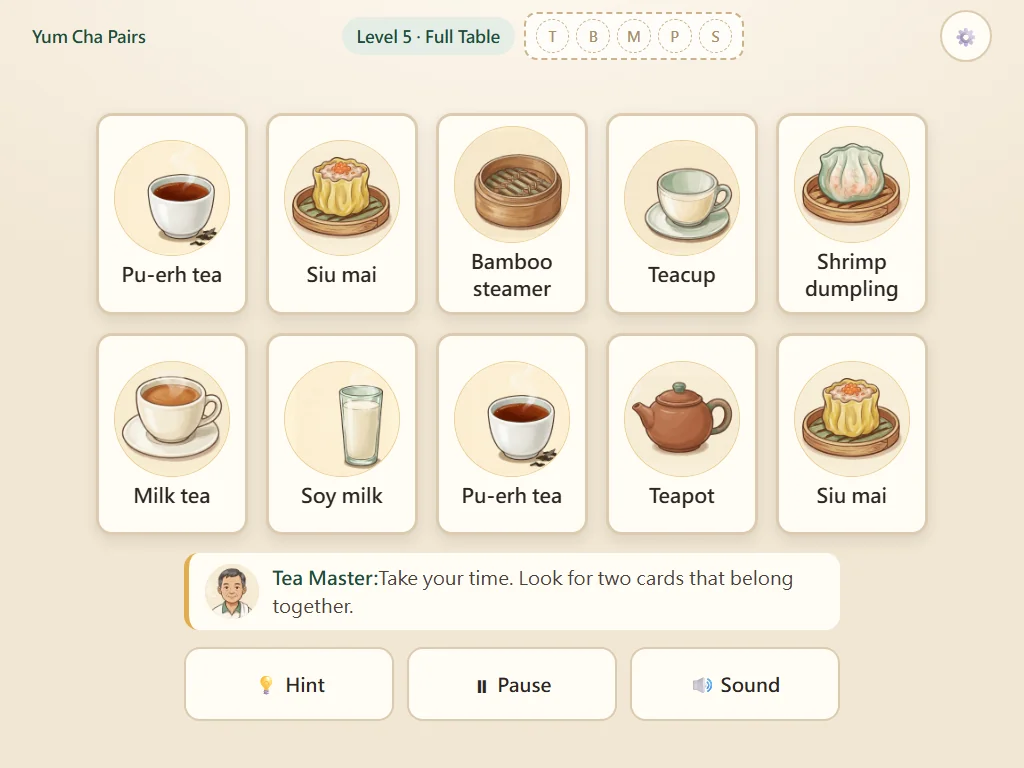 Yum Cha Pairs
Level 5 · Full Table
T B M P S
Pu-erh tea
Siu mai
Bamboo
steamer
Teacup
Shrimp
dumpling
Milk tea
Soy milk
Pu-erh tea
Teapot
Siu mai
Tea Master:Take your time. Look for two cards that belong
together.
Hint
Pause
Sound